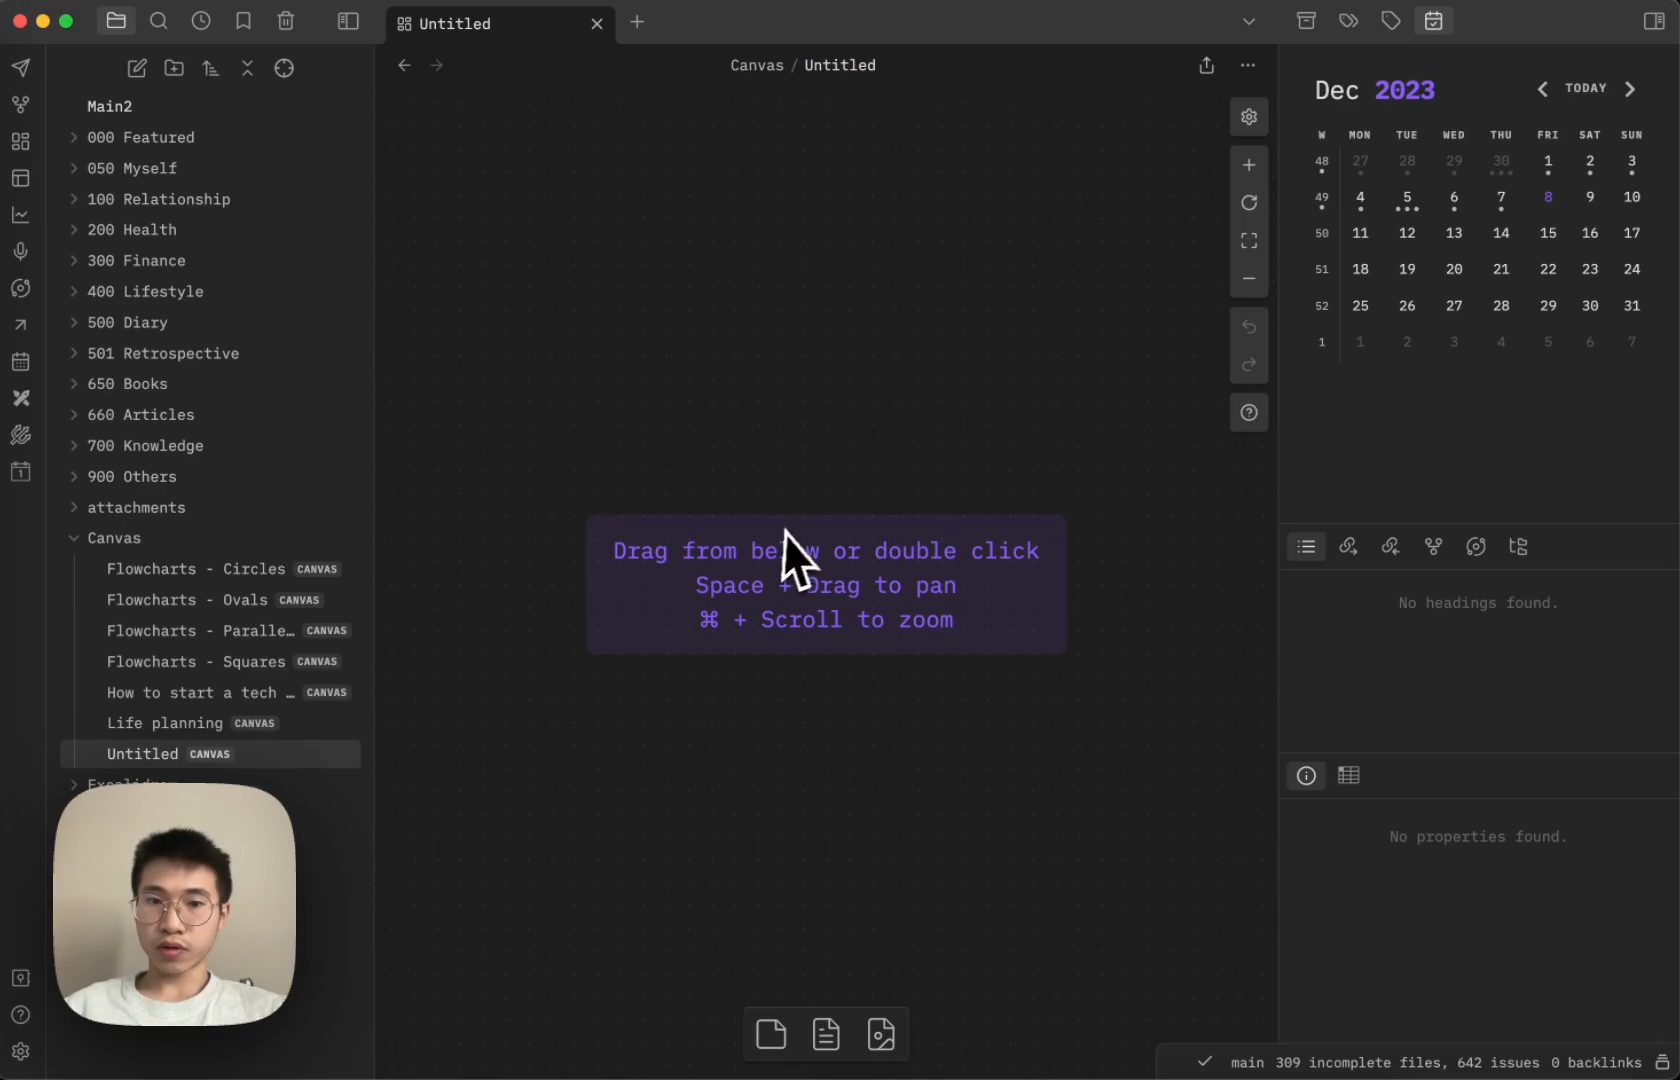 Untitled
Canvas / Untitled
Main2
000 Featured
050 Myself
100 Relationship
200 Health
300 Finance
400 Lifestyle
500 Diary
501 Retrospective
650 Books
660 Articles
700 Knowledge
900 Others
attachments
Canvas
Flowcharts - Circles CANVAS
Flowcharts - Ovals CANVAS
Flowcharts - Paralle… CANVAS
Flowcharts - Squares CANVAS
How to start a tech … CANVAS
Life planning CANVAS
Untitled CANVAS
Drag from below or double click
Space + Drag to pan
⌘ + Scroll to zoom
Dec 2023 TODAY
W MON TUE WED THU FRI SAT SUN
48 27 28 29 30 1 2 3
49 4 5 6 7 8 9 10
50 11 12 13 14 15 16 17
51 18 19 20 21 22 23 24
52 25 26 27 28 29 30 31
1 1 2 3 4 5 6 7
No headings found.
No properties found.
main 309 incomplete files, 642 issues 0 backlinks